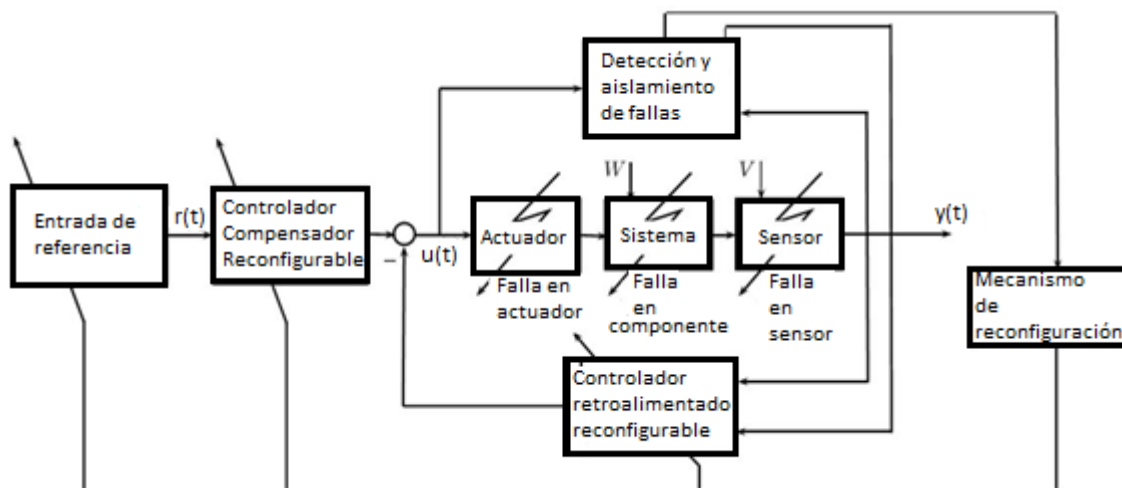 Detección y
aislamiento
de fallas
Entrada de
referencia
r(t)
Controlador
Compensador
Reconfigurable
−
u(t)
Actuador
W
Sistema
V
Sensor
y(t)
Falla en
actuador
Falla
en
componente
Falla
en
sensor
Mecanismo
de
reconfiguración
Controlador
retroalimentado
reconfigurable